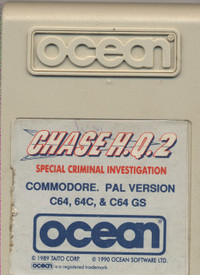 ocean
CHASE H.Q.2
SPECIAL CRIMINAL INVESTIGATION
COMMODORE. PAL VERSION
C64, 64C, & C64 GS
ocean
© 1989 TAITO CORP. © 1990 OCEAN SOFTWARE LTD.
ocean is a registered trademark.